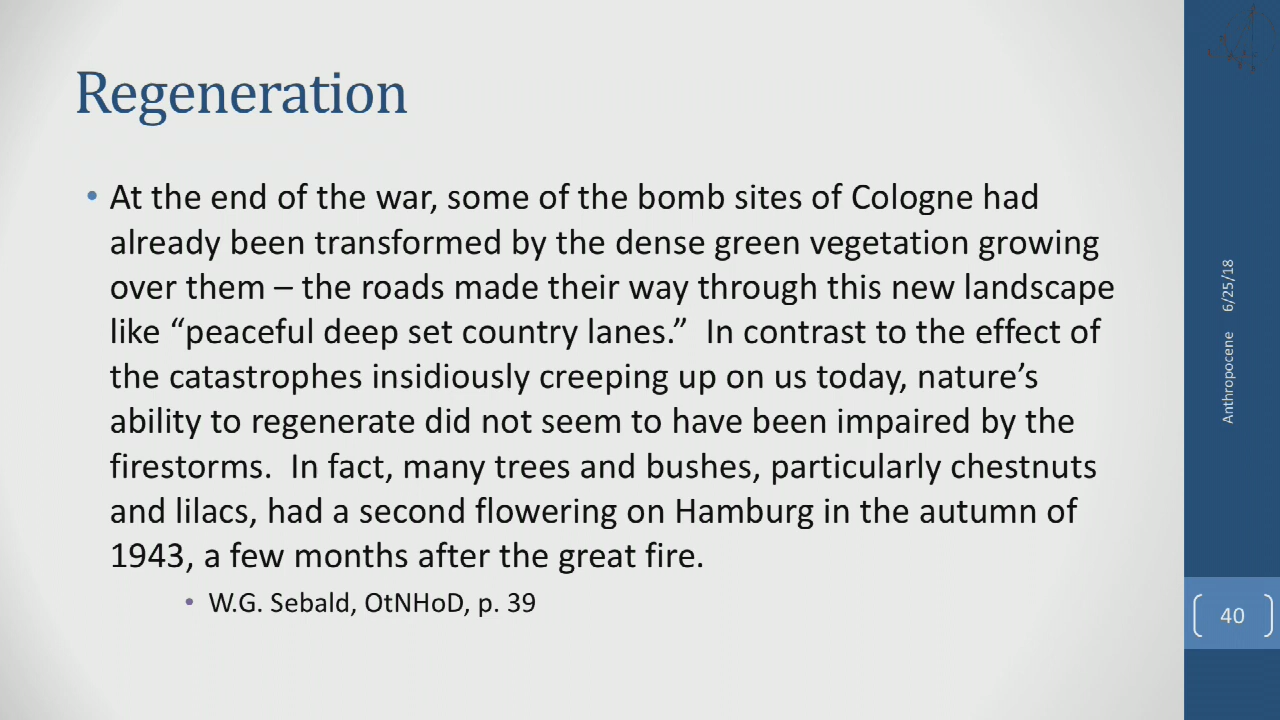 Regeneration
• At the end of the war, some of the bomb sites of Cologne had
already been transformed by the dense green vegetation growing
over them – the roads made their way through this new landscape
like “peaceful deep set country lanes.”  In contrast to the effect of
the catastrophes insidiously creeping up on us today, nature’s
ability to regenerate did not seem to have been impaired by the
firestorms.  In fact, many trees and bushes, particularly chestnuts
and lilacs, had a second flowering on Hamburg in the autumn of
1943, a few months after the great fire.
• W.G. Sebald, OtNHoD, p. 39
Anthropocene 6/25/18
40